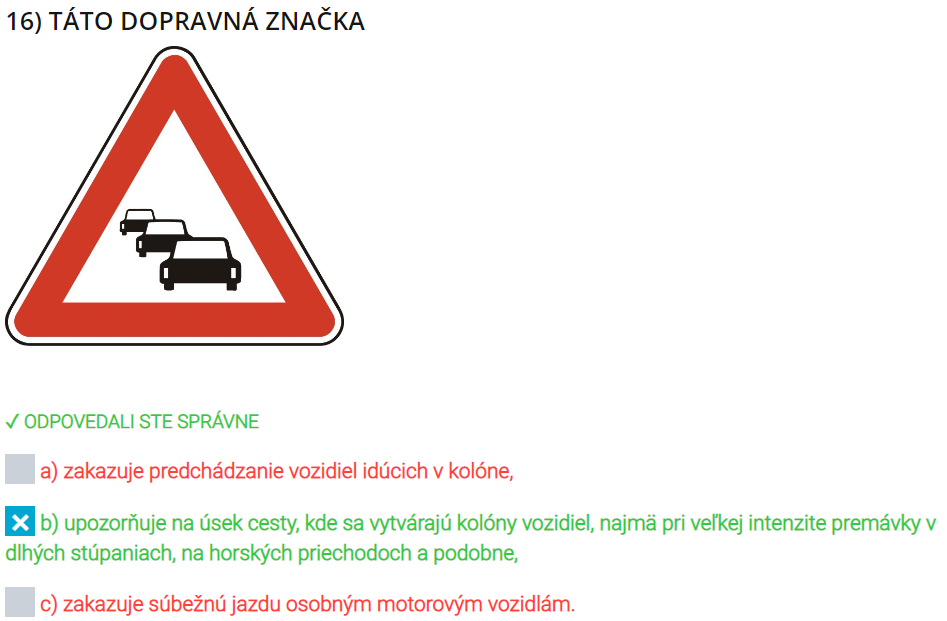 16) TÁTO DOPRAVNÁ ZNAČKA
✓ ODPOVEDALI STE SPRÁVNE
a) zakazuje predchádzanie vozidiel idúcich v kolóne,
b) upozorňuje na úsek cesty, kde sa vytvárajú kolóny vozidiel, najmä pri veľkej intenzite premávky v
dlhých stúpaniach, na horských priechodoch a podobne,
c) zakazuje súbežnú jazdu osobným motorovým vozidlám.